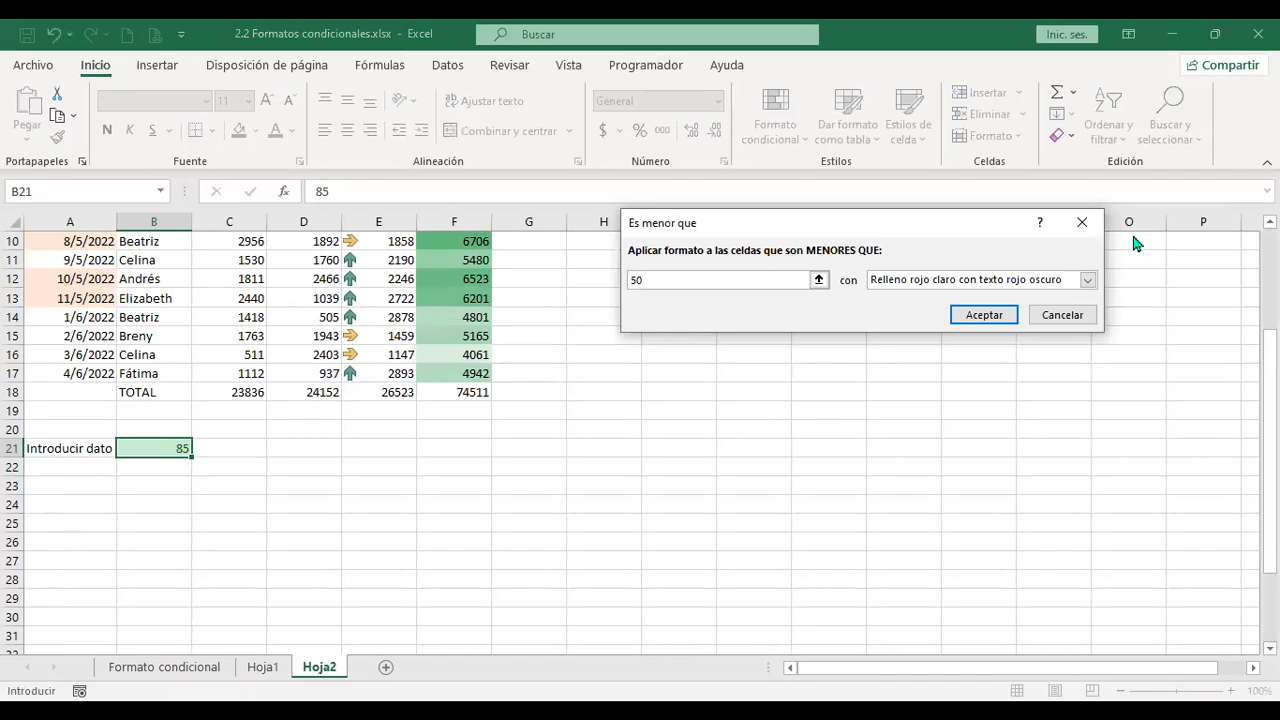 2.2 Formatos condicionales.xlsx - Excel
Buscar
Inic. ses.
Archivo Inicio Insertar Disposición de página Fórmulas Datos Revisar Vista Programador Ayuda Compartir
Pegar
N K S
11
Ajustar texto
Combinar y centrar
General
$ % 000
Formato condicional
Dar formato como tabla
Estilos de celda
Insertar
Eliminar
Formato
Ordenar y filtrar
Buscar y seleccionar
Portapapeles Fuente Alineación Número Estilos Celdas Edición
B21 fx 85
A B C D E F G H O P
10 8/5/2022 Beatriz 2956 1892 1858 6706
11 9/5/2022 Celina 1530 1760 2190 5480
12 10/5/2022 Andrés 1811 2466 2246 6523
13 11/5/2022 Elizabeth 2440 1039 2722 6201
14 1/6/2022 Beatriz 1418 505 2878 4801
15 2/6/2022 Breny 1763 1943 1459 5165
16 3/6/2022 Celina 511 2403 1147 4061
17 4/6/2022 Fátima 1112 937 2893 4942
18 TOTAL 23836 24152 26523 74511
19
20
21 Introducir dato 85
22
23
24
25
26
27
28
29
30
31
Es menor que ?
Aplicar formato a las celdas que son MENORES QUE:
50 con Relleno rojo claro con texto rojo oscuro
Aceptar Cancelar
Formato condicional Hoja1 Hoja2
Introducir 100%